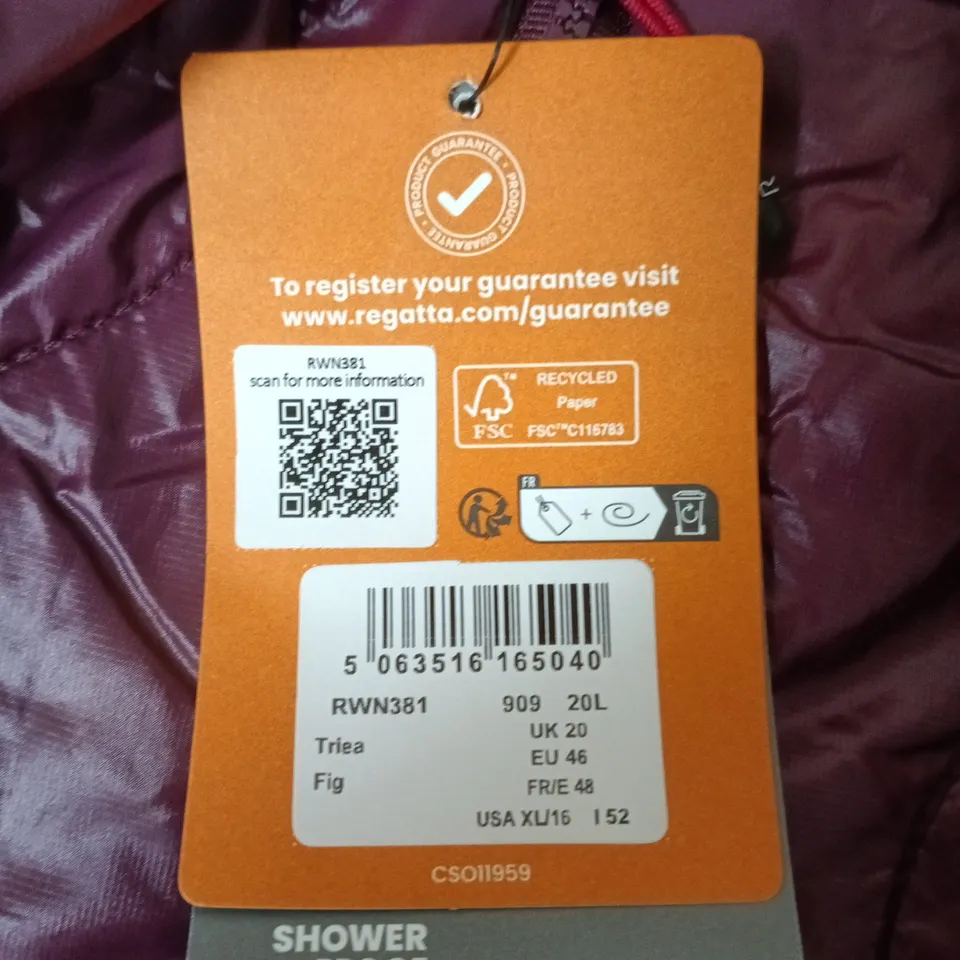 PRODUCT GUARANTEE • PRODUCT GUARANTEE •
To register your guarantee visit
www.regatta.com/guarantee
RWN381
scan for more information
RECYCLED
Paper
FSC™
FSC™C116783
FR
+
5 063516 165040
RWN381 909 20L
UK 20
Triea
EU 46
Fig
FR/E 48
USA XL/16 I 52
CSO11959
SHOWER